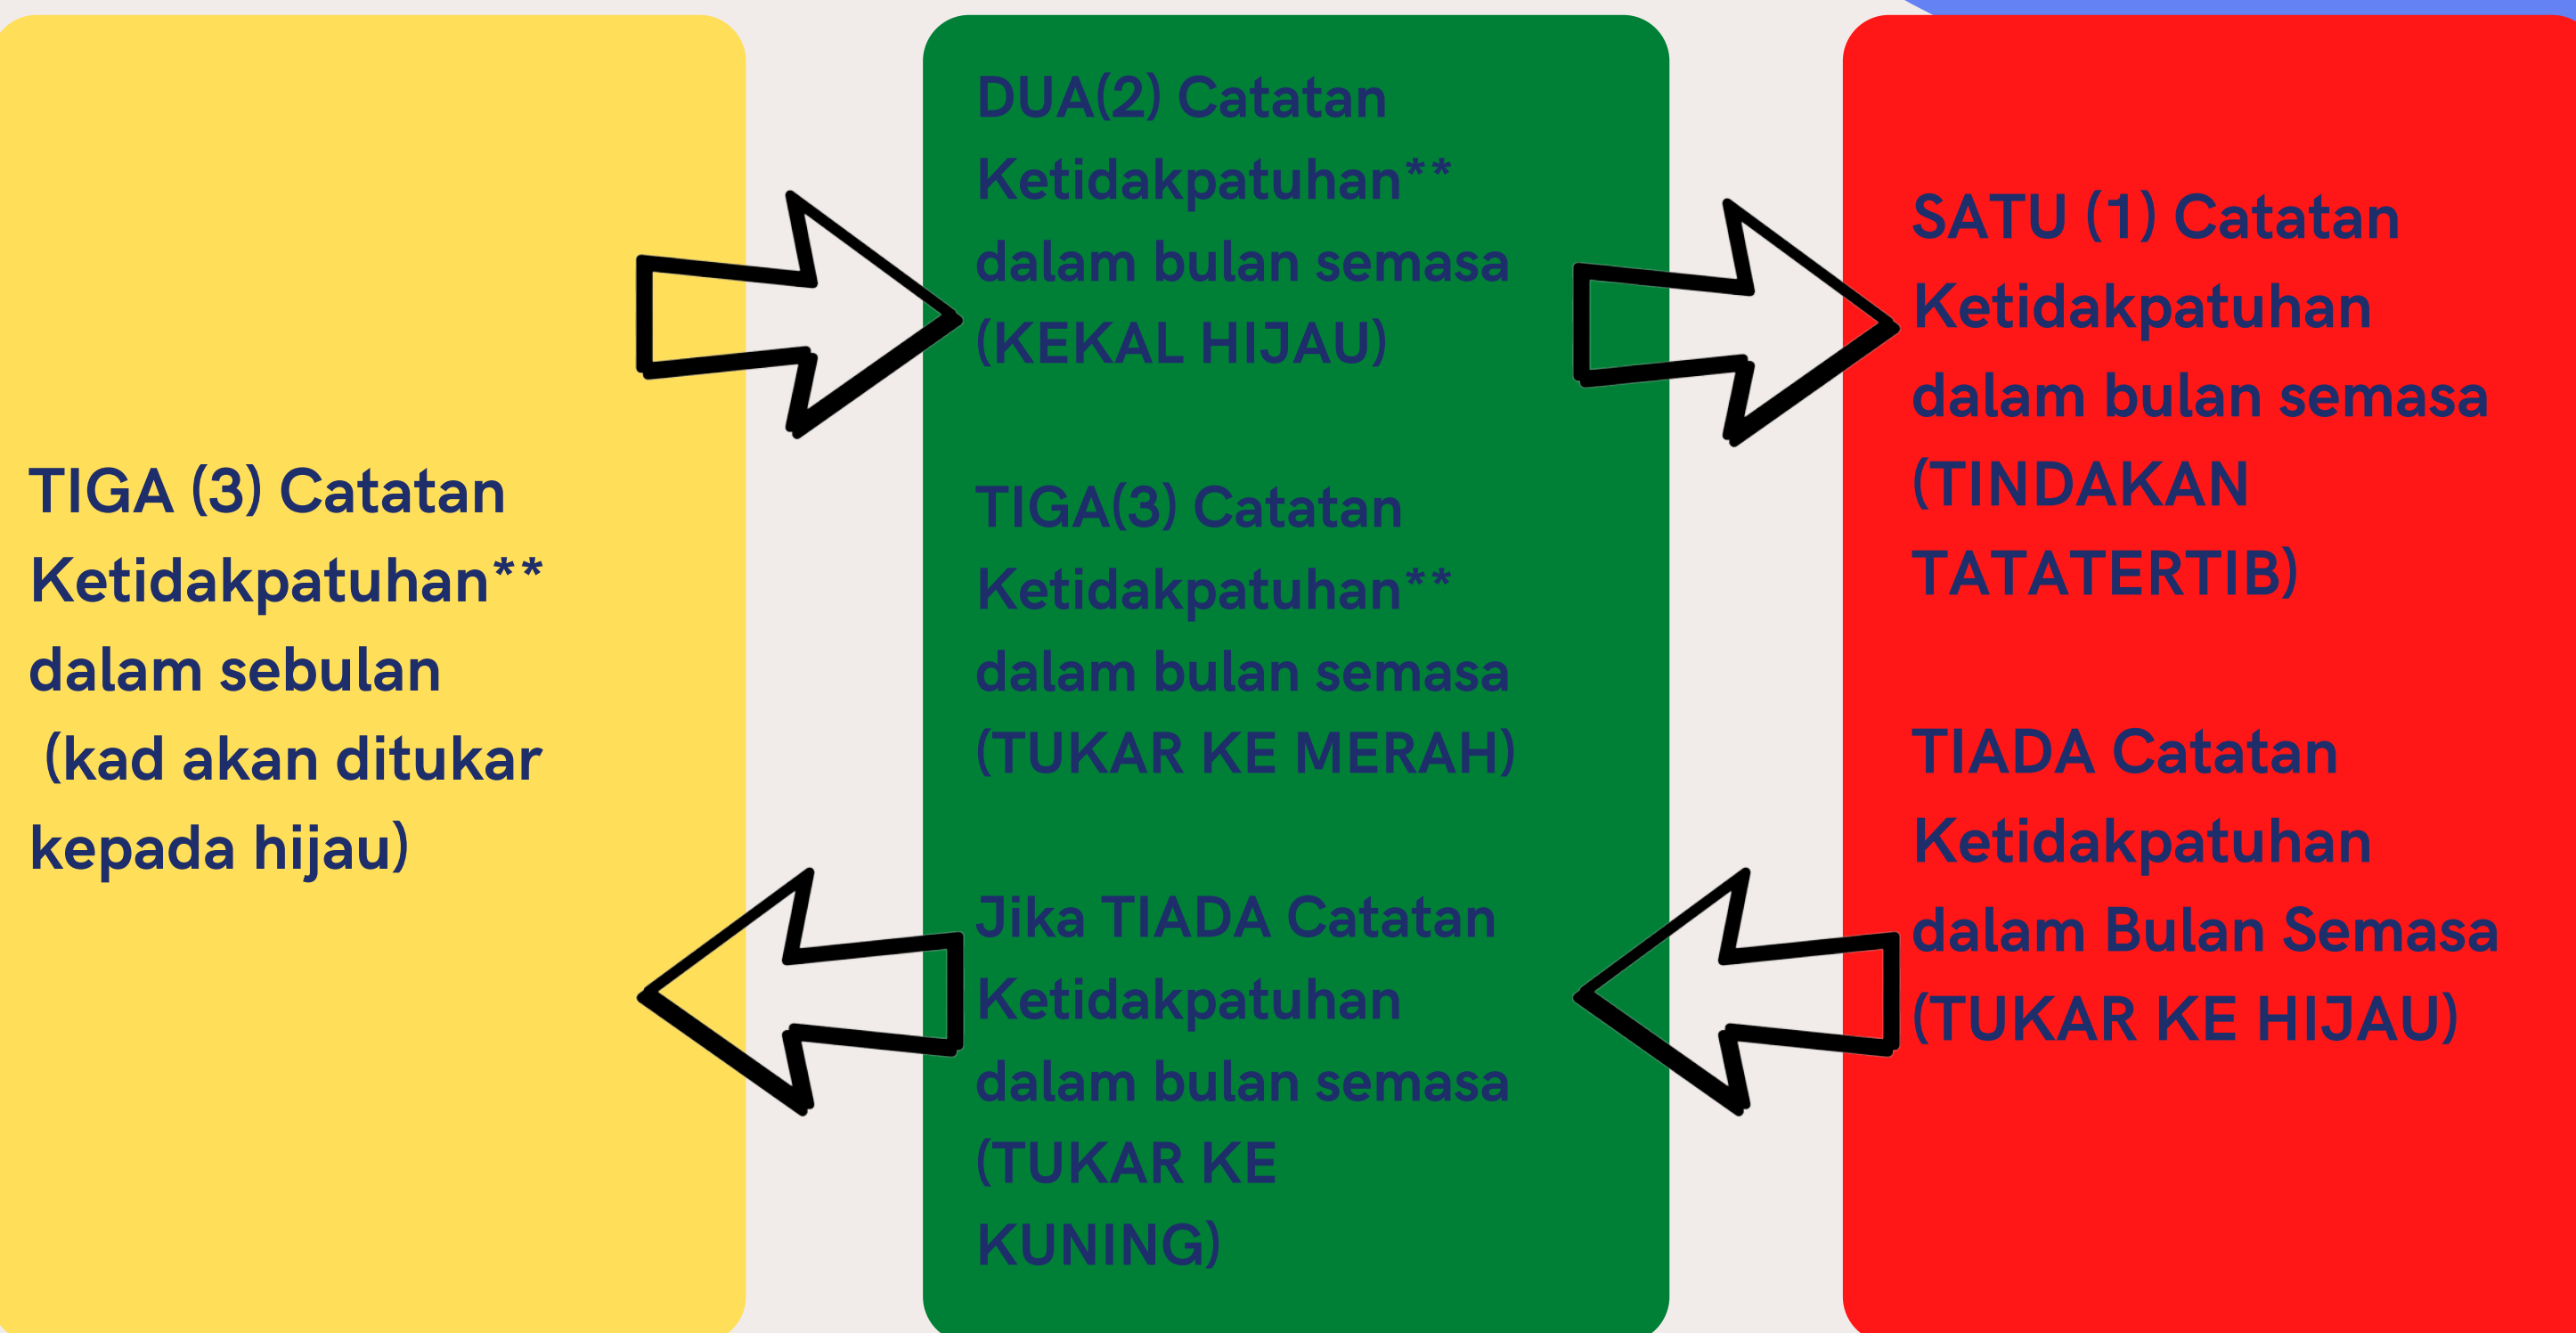 TIGA (3) Catatan
Ketidakpatuhan**
dalam sebulan
(kad akan ditukar
kepada hijau)
DUA(2) Catatan
Ketidakpatuhan**
dalam bulan semasa
(KEKAL HIJAU)
TIGA(3) Catatan
Ketidakpatuhan**
dalam bulan semasa
(TUKAR KE MERAH)
Jika TIADA Catatan
Ketidakpatuhan
dalam bulan semasa
(TUKAR KE
KUNING)
SATU (1) Catatan
Ketidakpatuhan
dalam bulan semasa
(TINDAKAN
TATATERTIB)
TIADA Catatan
Ketidakpatuhan
dalam Bulan Semasa
(TUKAR KE HIJAU)